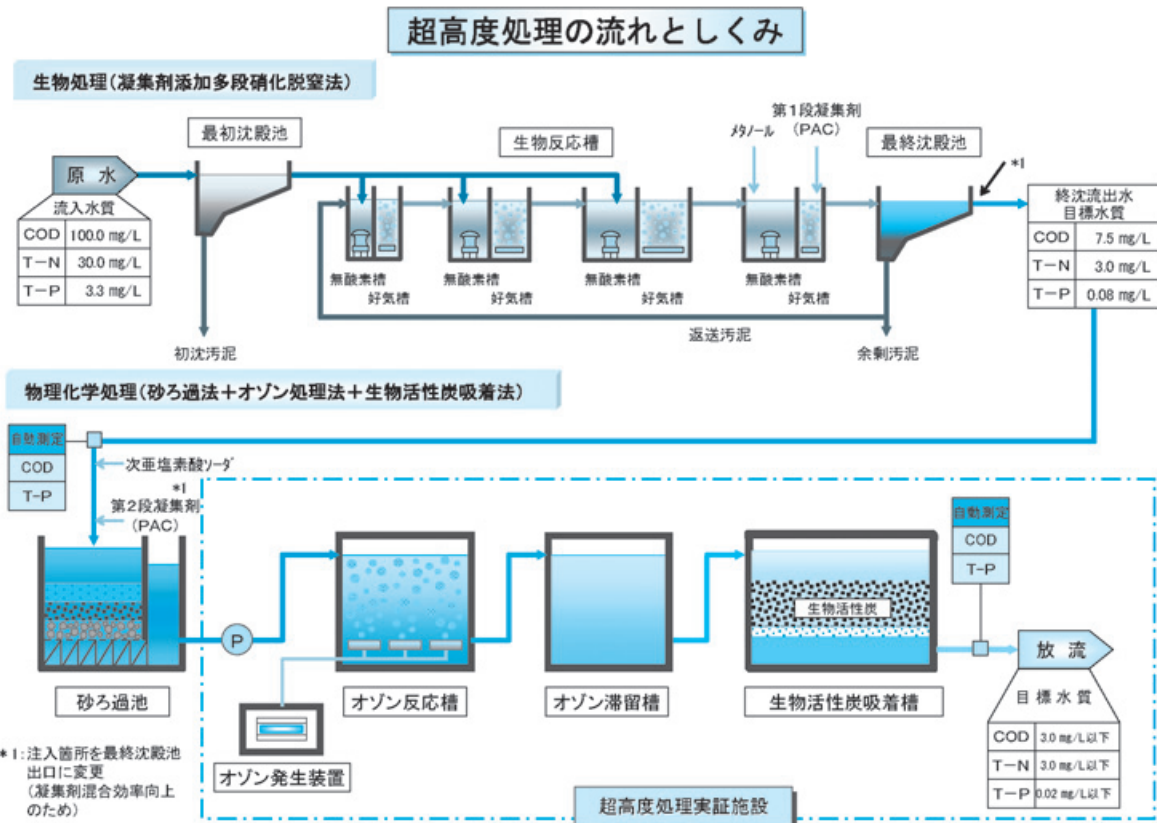 超高度処理の流れとしくみ
生物処理(凝集剤添加多段硝化脱窒法)
最初沈殿池
生物反応槽
メタノール
第1段凝集剤
(PAC)
最終沈殿池
*1
原水
流入水質
COD 100.0 mg/L
T-N 30.0 mg/L
T-P 3.3 mg/L
終沈流出水
目標水質
COD 7.5 mg/L
T-N 3.0 mg/L
T-P 0.08 mg/L
無酸素槽
好気槽
無酸素槽
好気槽
無酸素槽
好気槽
無酸素槽
好気槽
返送汚泥
初沈汚泥
余剰汚泥
物理化学処理(砂ろ過法+オゾン処理法+生物活性炭吸着法)
自動測定
COD
T-P
次亜塩素酸ソーダ
*1
第2段凝集剤
(PAC)
P
砂ろ過池
オゾン反応槽
オゾン滞留槽
生物活性炭
生物活性炭吸着槽
オゾン発生装置
自動測定
COD
T-P
放流
目標水質
COD 3.0 mg/L以下
T-N 3.0 mg/L以下
T-P 0.02 mg/L以下
*1:注入箇所を最終沈殿池
出口に変更
(凝集剤混合効率向上
のため)
超高度処理実証施設